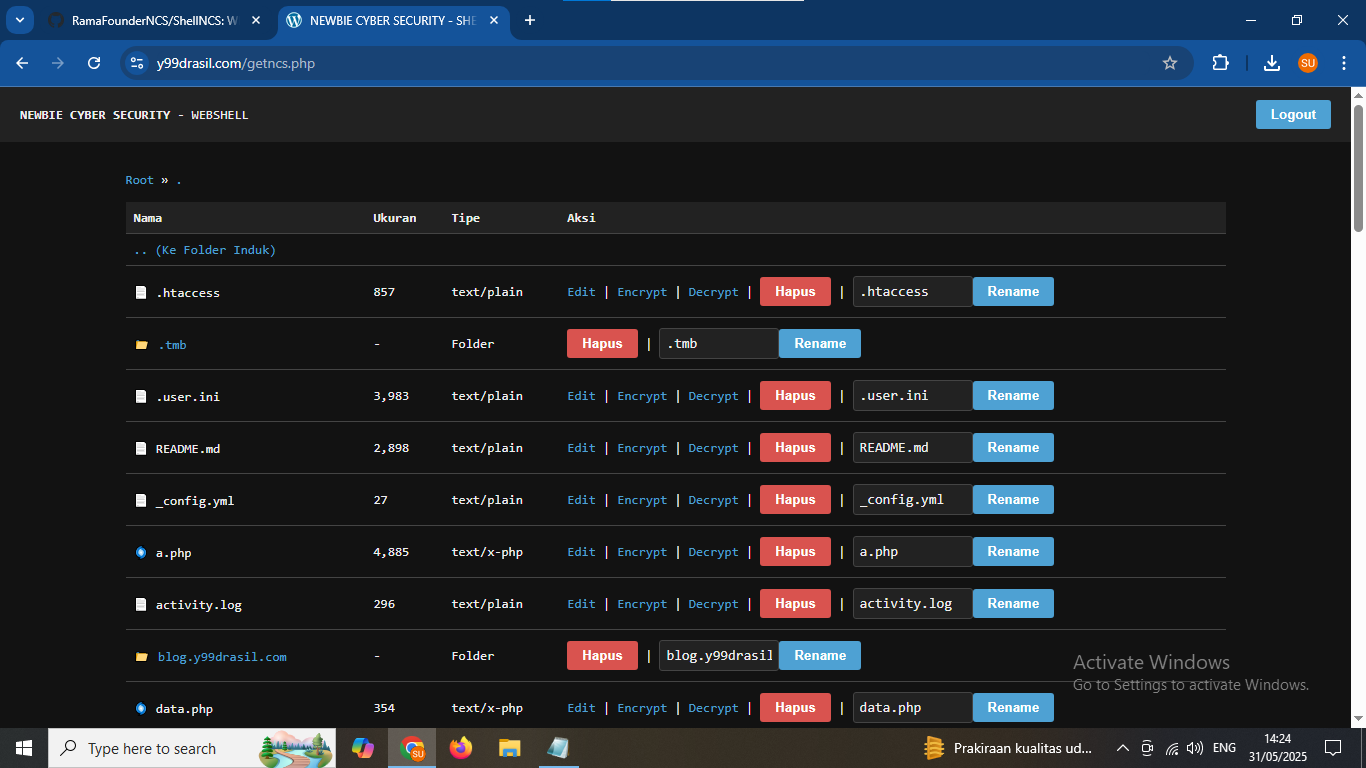 RamaFounderNCS/ShellNCS: W
NEWBIE CYBER SECURITY - SHE
y99drasil.com/getncs.php
SU
NEWBIE CYBER SECURITY - WEBSHELL
Logout
Root » .
Nama Ukuran Tipe Aksi
.. (Ke Folder Induk)
.htaccess 857 text/plain Edit | Encrypt | Decrypt | Hapus | .htaccess Rename
.tmb - Folder Hapus | .tmb Rename
.user.ini 3,983 text/plain Edit | Encrypt | Decrypt | Hapus | .user.ini Rename
README.md 2,898 text/plain Edit | Encrypt | Decrypt | Hapus | README.md Rename
_config.yml 27 text/plain Edit | Encrypt | Decrypt | Hapus | _config.yml Rename
a.php 4,885 text/x-php Edit | Encrypt | Decrypt | Hapus | a.php Rename
activity.log 296 text/plain Edit | Encrypt | Decrypt | Hapus | activity.log Rename
blog.y99drasil.com - Folder Hapus | blog.y99drasil Rename
data.php 354 text/x-php Edit | Encrypt | Decrypt | Hapus | data.php Rename
Activate Windows
Go to Settings to activate Windows.
Type here to search
SU
Prakiraan kualitas ud...
ENG
14:24
31/05/2025